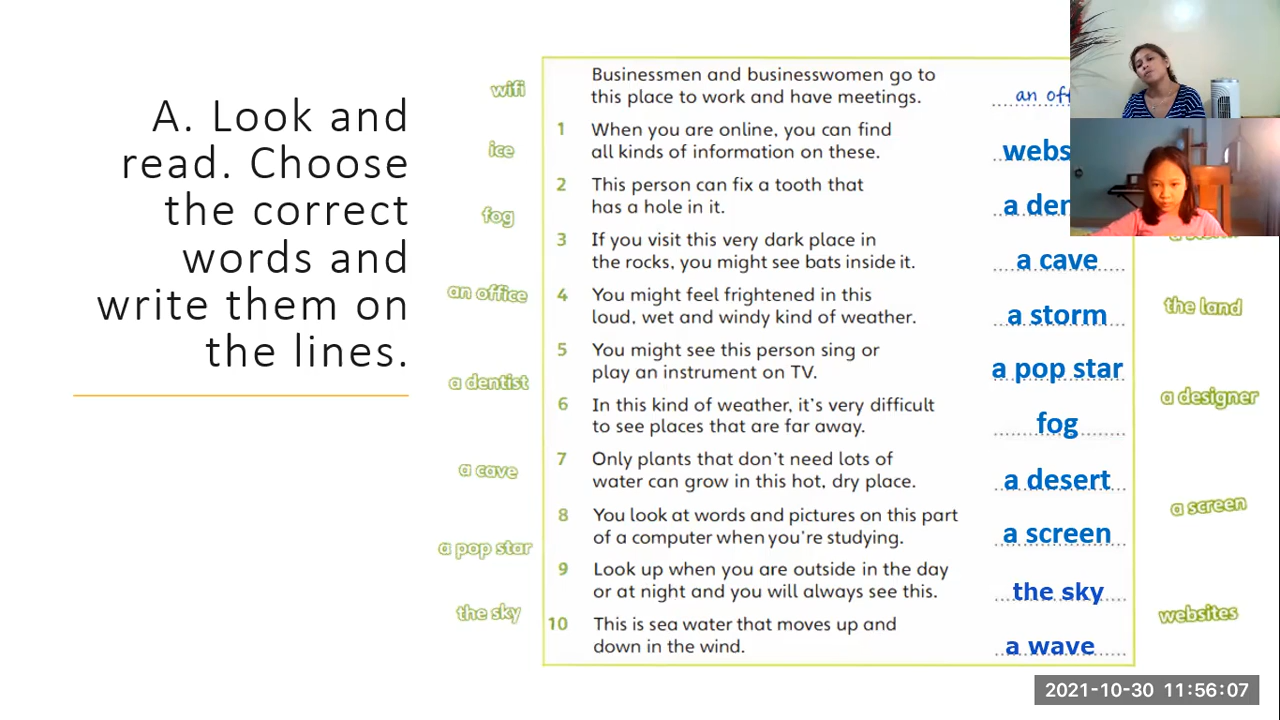 A. Look and
read. Choose
the correct
words and
write them on
the lines.
wifi
ice
fog
an office
a dentist
a cave
a pop star
the sky
Businessmen and businesswomen go to
this place to work and have meetings.
an
1 When you are online, you can find
all kinds of information on these.
2 This person can fix a tooth that
has a hole in it.
3 If you visit this very dark place in
the rocks, you might see bats inside it.
a cave
4 You might feel frightened in this
loud, wet and windy kind of weather.
a storm
5 You might see this person sing or
play an instrument on TV.
a pop star
6 In this kind of weather, it's very difficult
to see places that are far away.
fog
7 Only plants that don't need lots of
water can grow in this hot, dry place.
a desert
8 You look at words and pictures on this part
of a computer when you're studying.
a screen
9 Look up when you are outside in the day
or at night and you will always see this.
the sky
10 This is sea water that moves up and
down in the wind.
a wave
the land
a designer
a screen
websites
2021-10-30 11:56:07